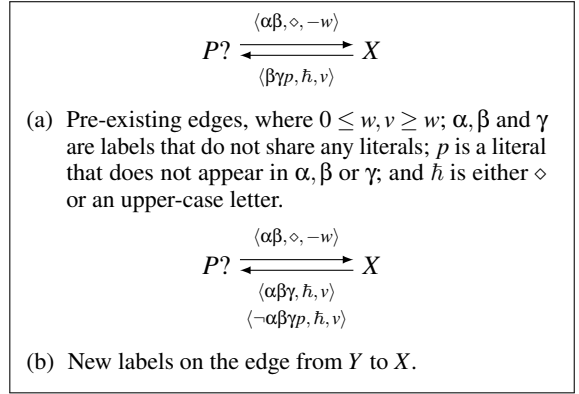 ⟨αβ,⋄,−w⟩
P? X
⟨βγp,ℏ,v⟩
(a) Pre-existing edges, where 0 ≤ w,v ≥ w; α,β and γ
are labels that do not share any literals; p is a literal
that does not appear in α,β or γ; and ℏ is either ⋄
or an upper-case letter.
⟨αβ,⋄,−w⟩
P? X
⟨αβγ,ℏ,v⟩
⟨¬αβγp,ℏ,v⟩
(b) New labels on the edge from Y to X.